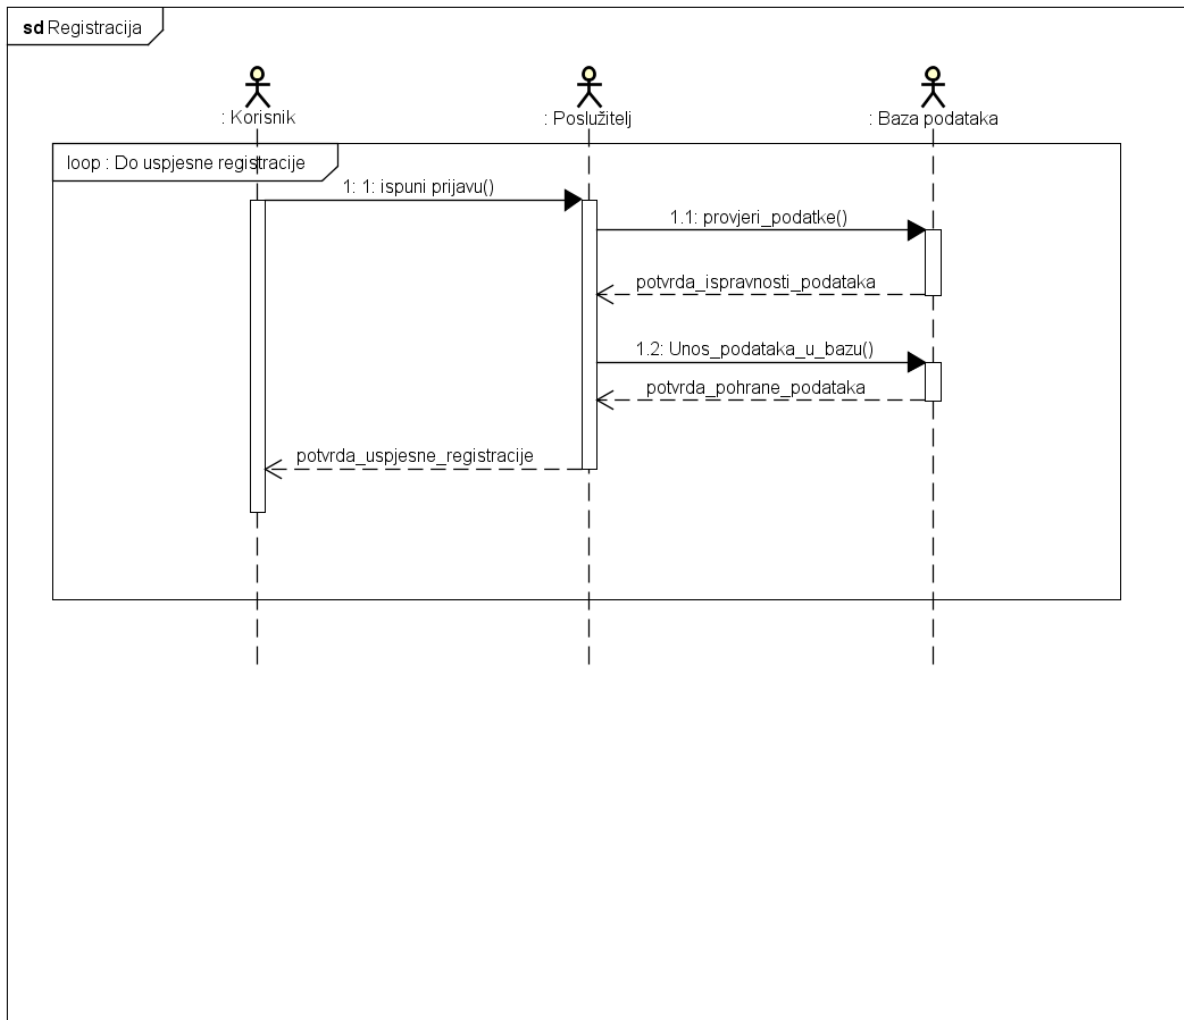 sd Registracija
: Korisnik
: Poslužitelj
: Baza podataka
loop : Do uspjesne registracije
1: 1: ispuni prijavu()
1.1: provjeri_podatke()
potvrda_ispravnosti_podataka
1.2: Unos_podataka_u_bazu()
potvrda_pohrane_podataka
potvrda_uspjesne_registracije